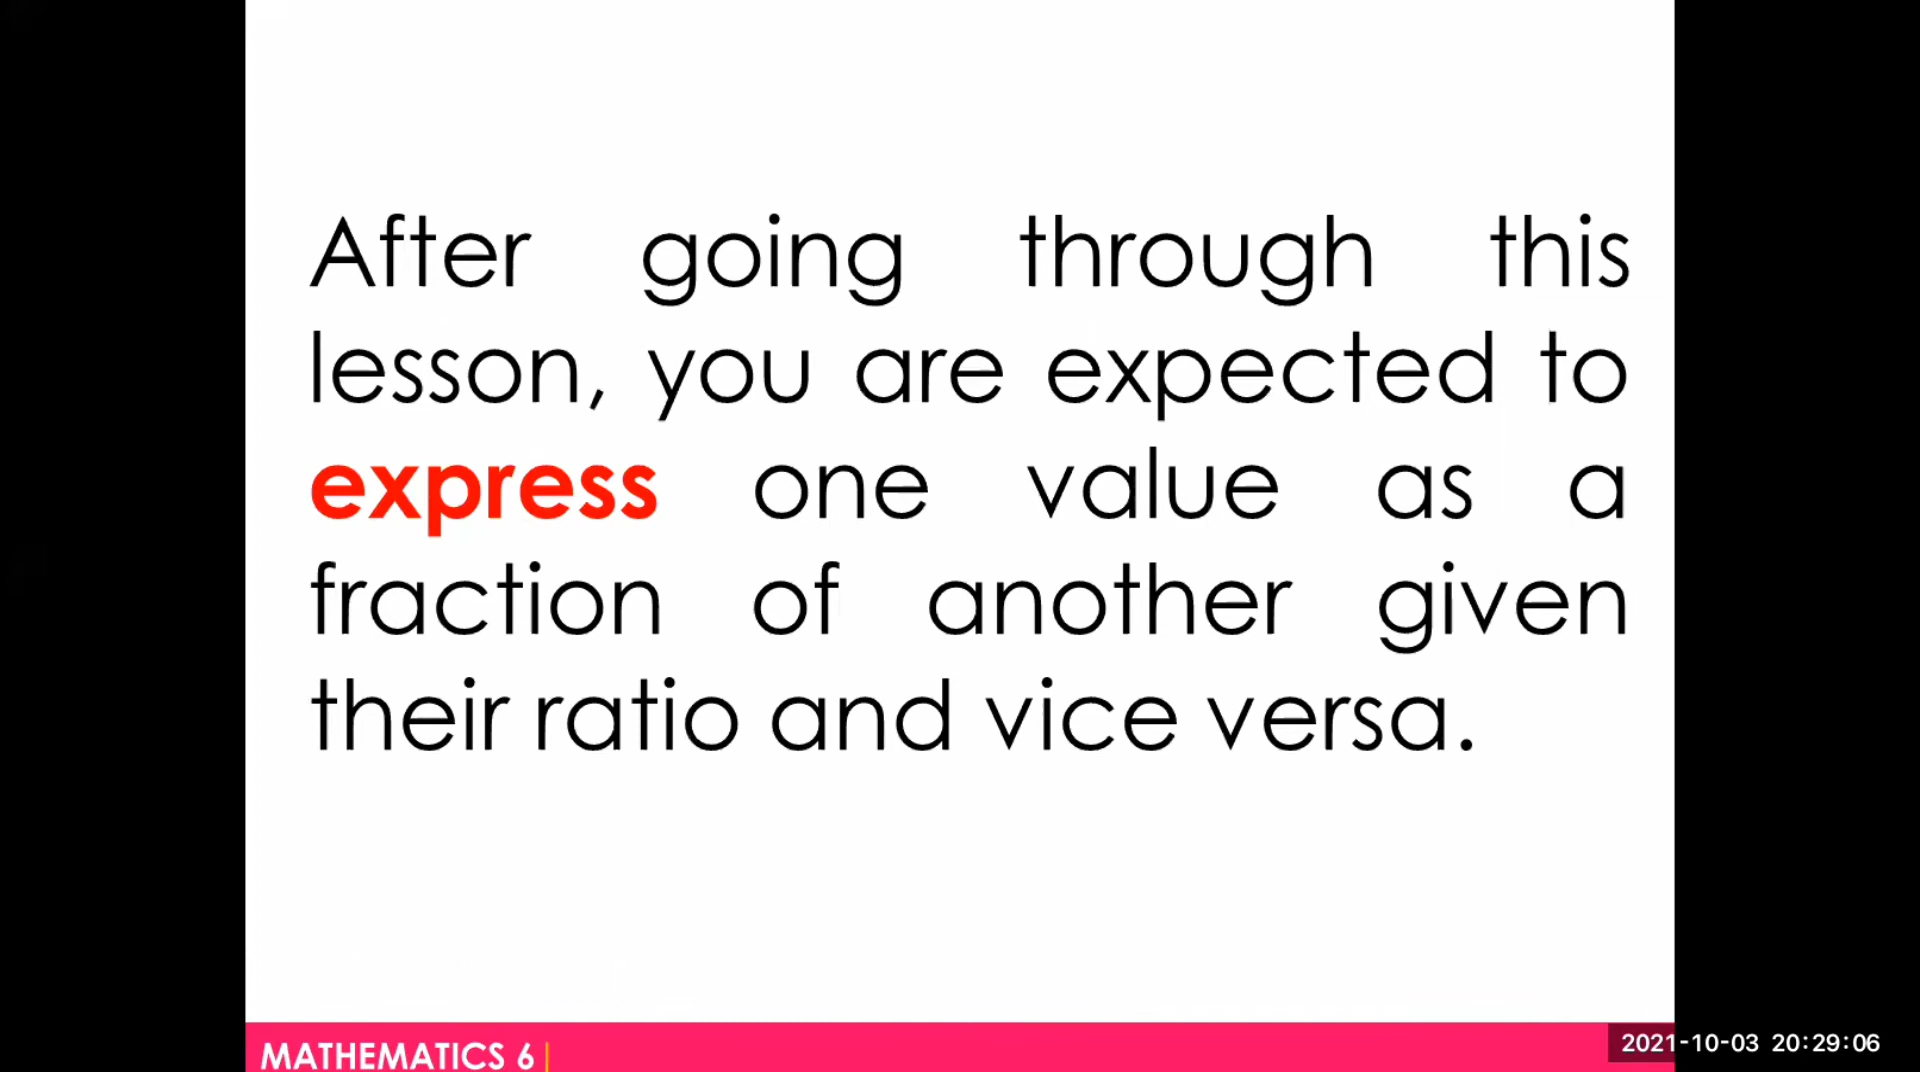 After going through this
lesson, you are expected to
express one value as a
fraction of another given
their ratio and vice versa.
MATHEMATICS 6 |
2021-10-03 20:29:06